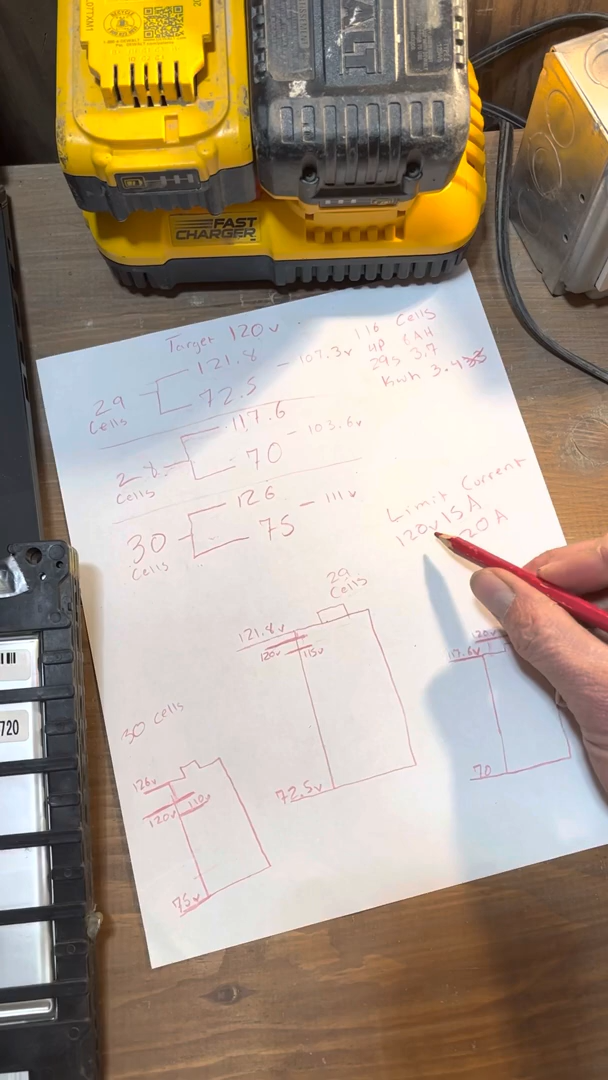 RECYCLE
FAST
CHARGER
Target 120v
29
Cells
121.8
72.5
107.3v
116 Cells
4P 6AH
29s 3.7
Kwh 3.4
28
Cells
117.6
70
103.6v
30
Cells
126
75
111v
Limit Current
120v 15A
20A
29
Cells
121.8v
120v
115v
72.5v
30 cells
126v
120v
110v
75v
120v
117.6v
70
720